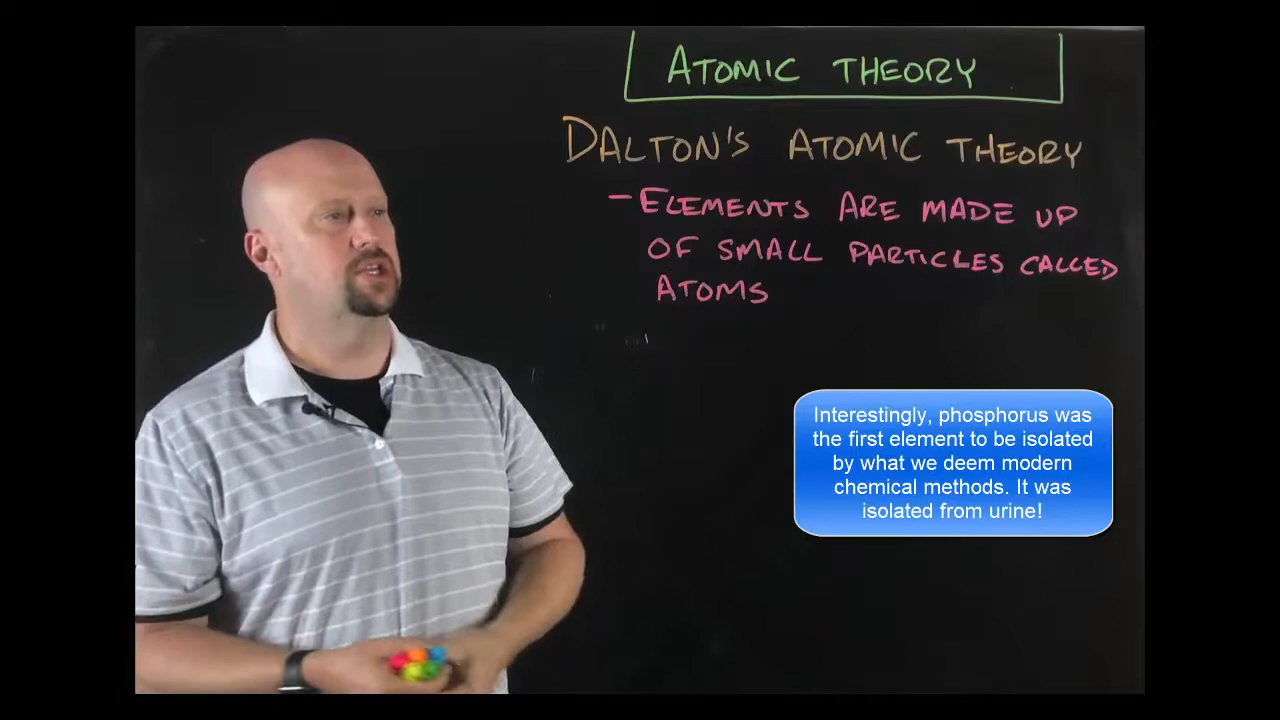 ATOMIC THEORY
DALTON'S ATOMIC THEORY
- ELEMENTS ARE MADE UP
OF SMALL PARTICLES CALLED
ATOMS
Interestingly, phosphorus was
the first element to be isolated
by what we deem modern
chemical methods. It was
isolated from urine!